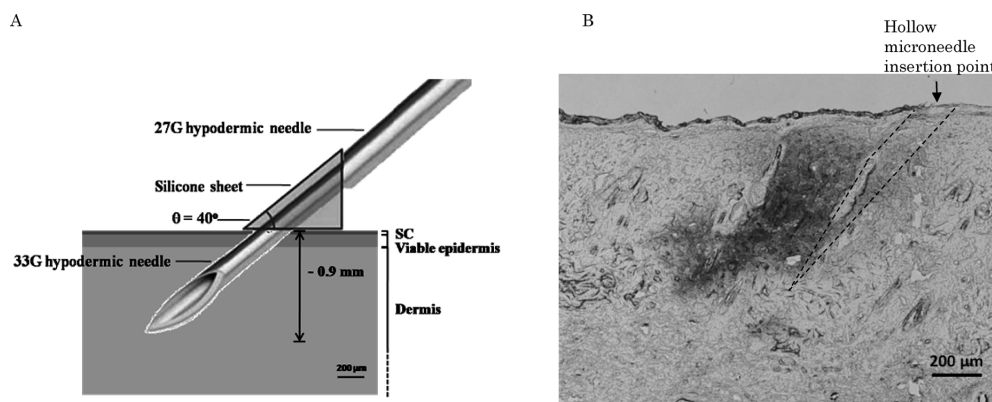 A
B
Hollow
microneedle
insertion point
27G hypodermic needle
Silicone sheet
θ = 40°
SC
Viable epidermis
33G hypodermic needle
~ 0.9 mm
Dermis
200 µm
200 µm